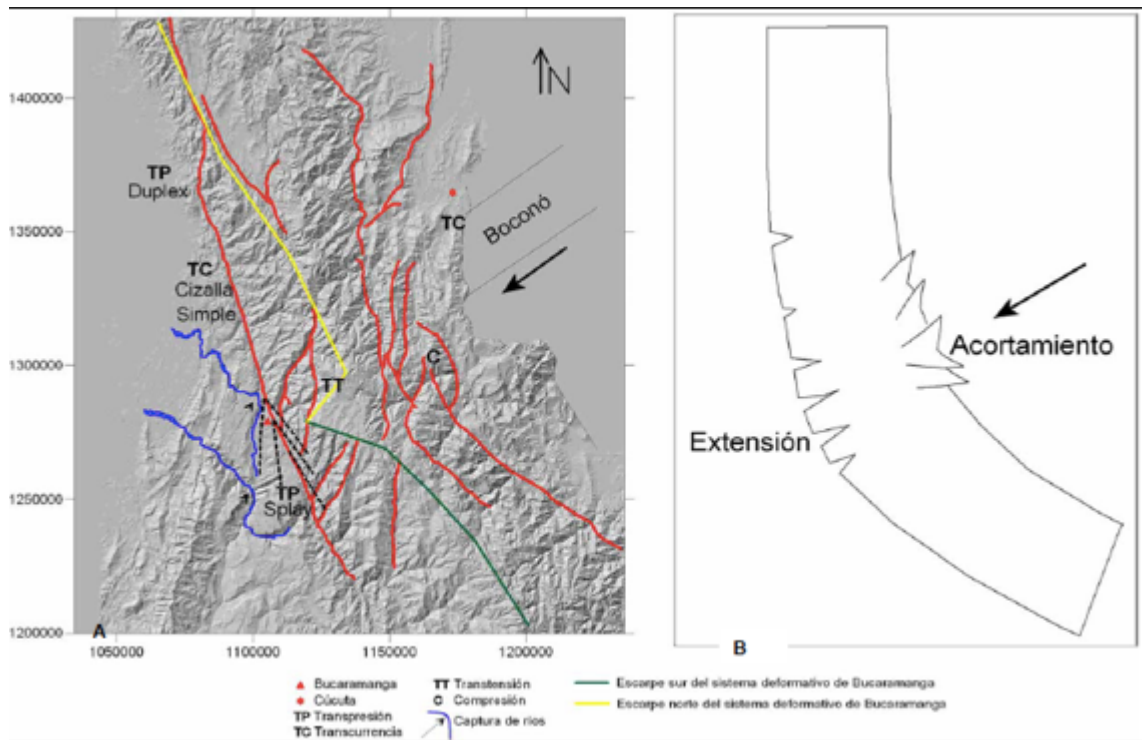 N
1400000
1350000
1300000
1250000
1200000
1050000
1100000
1150000
1200000
TP
Duplex
TC
Cizalla
Simple
TC
Boconó
TT
C
TP
Splay
A
Acortamiento
Extensión
B
Bucaramanga
Cúcuta
TP Transpresión
TC Transcurrencia
TT Transtensión
C Compresión
Captura de rios
Escarpe sur del sistema deformativo de Bucaramanga
Escarpe norte del sistema deformativo de Bucaramanga